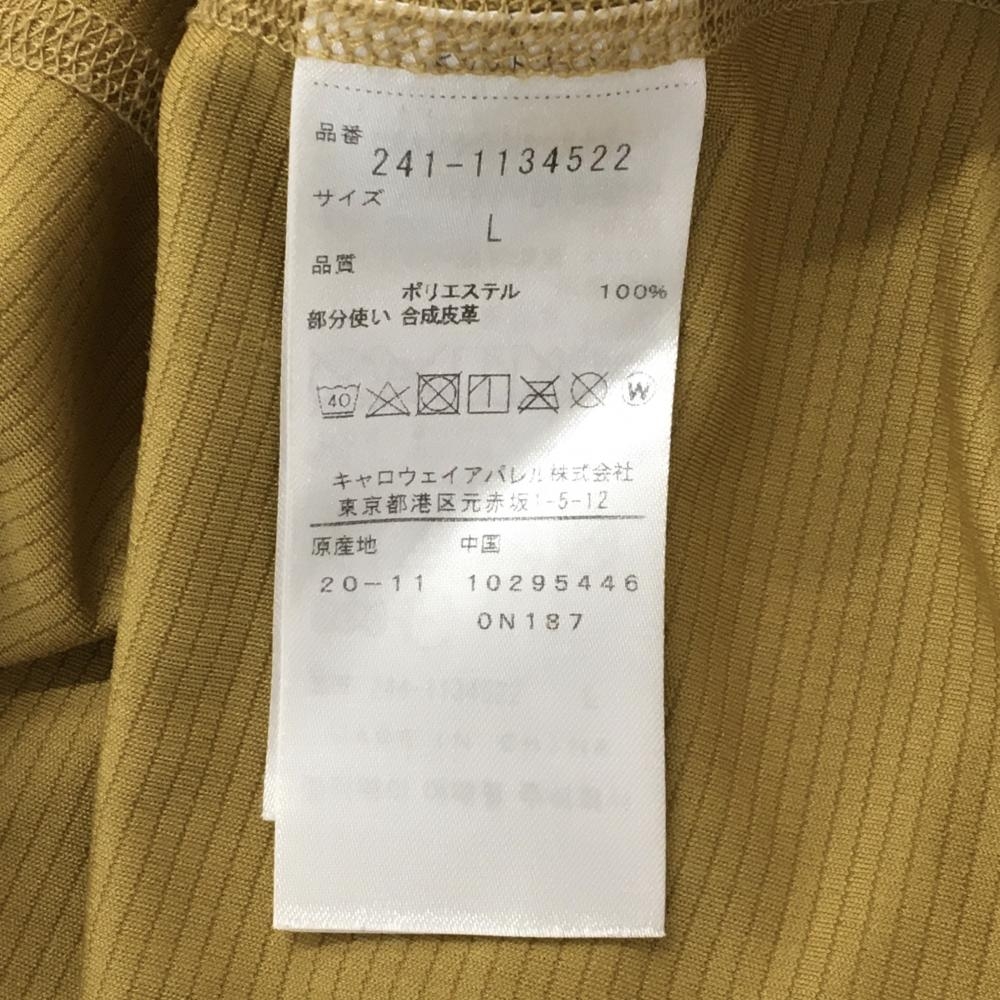 品番
241-1134522
サイズ
L
品質
ポリエステル 100%
部分使い 合成皮革
40 W
キャロウェイアパレル株式会社
東京都港区元赤坂1-5-12
原産地 中国
20-11 10295446
0N187